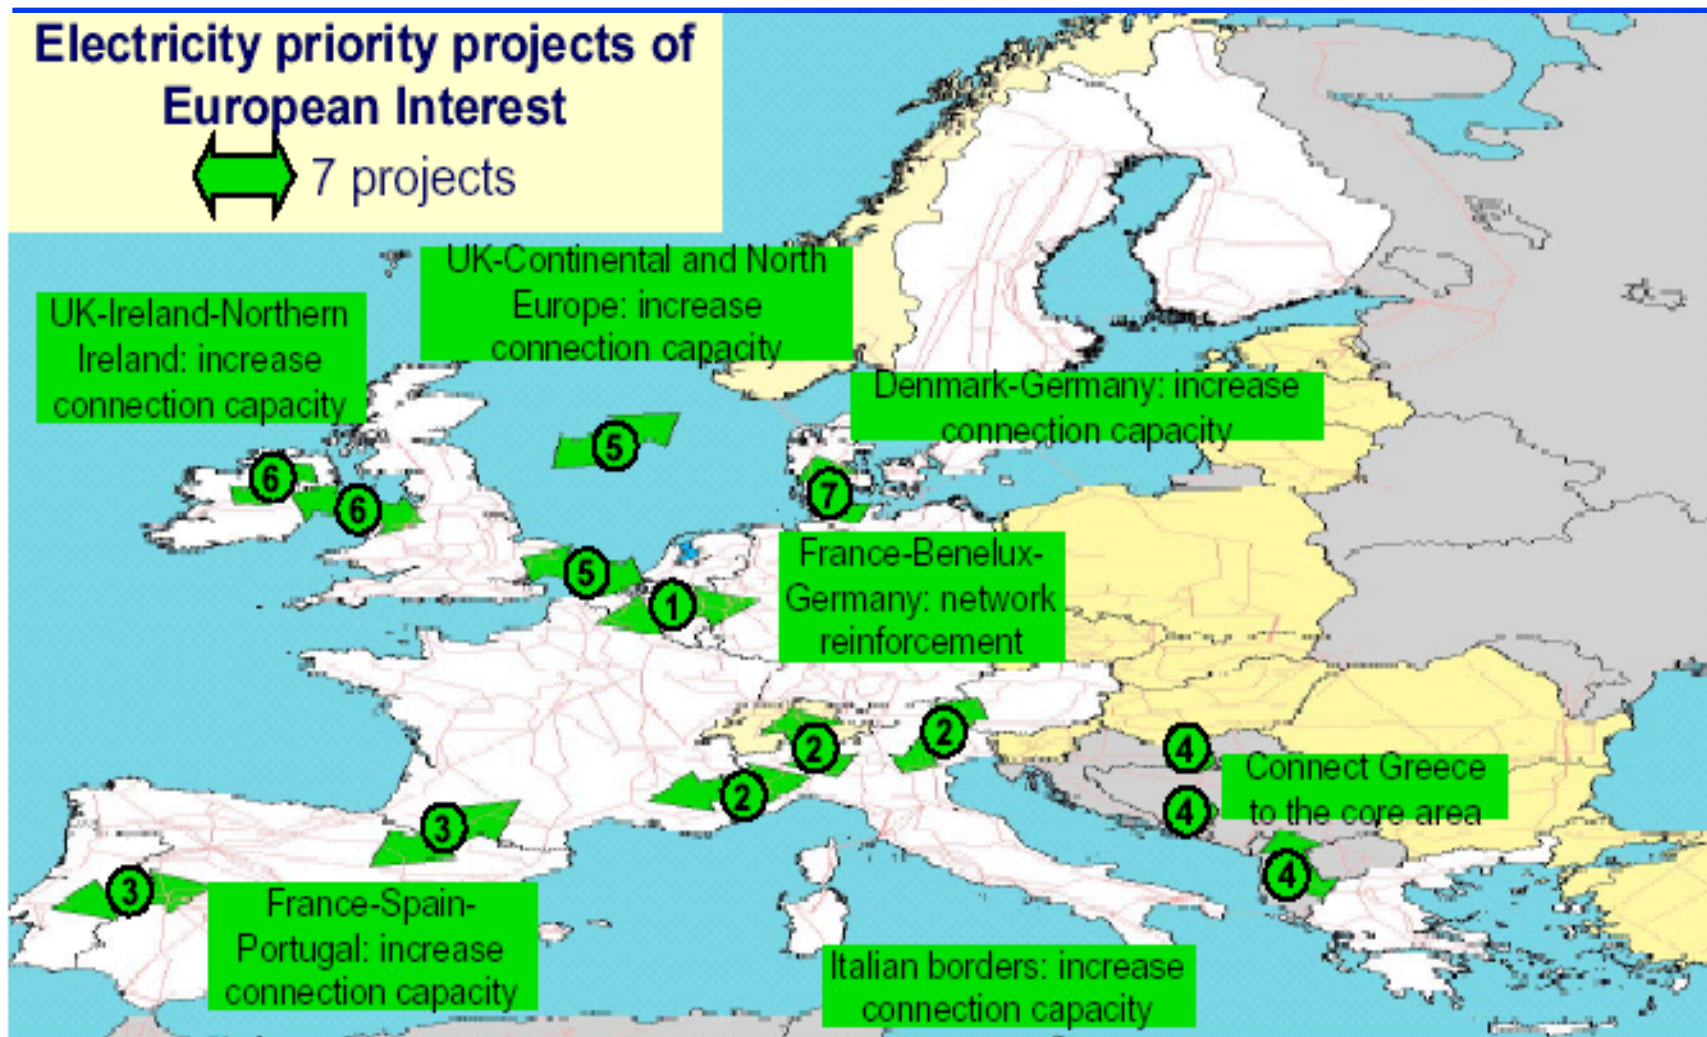 Electricity priority projects of
European Interest
7 projects
UK-Continental and North
Europe: increase
connection capacity
UK-Ireland-Northern
Ireland: increase
connection capacity
Denmark-Germany: increase
connection capacity
5
6
6
7
5
1
France-Benelux-
Germany: network
reinforcement
2
2
2
4
4
4
Connect Greece
to the core area
3
3
France-Spain-
Portugal: increase
connection capacity
Italian borders: increase
connection capacity